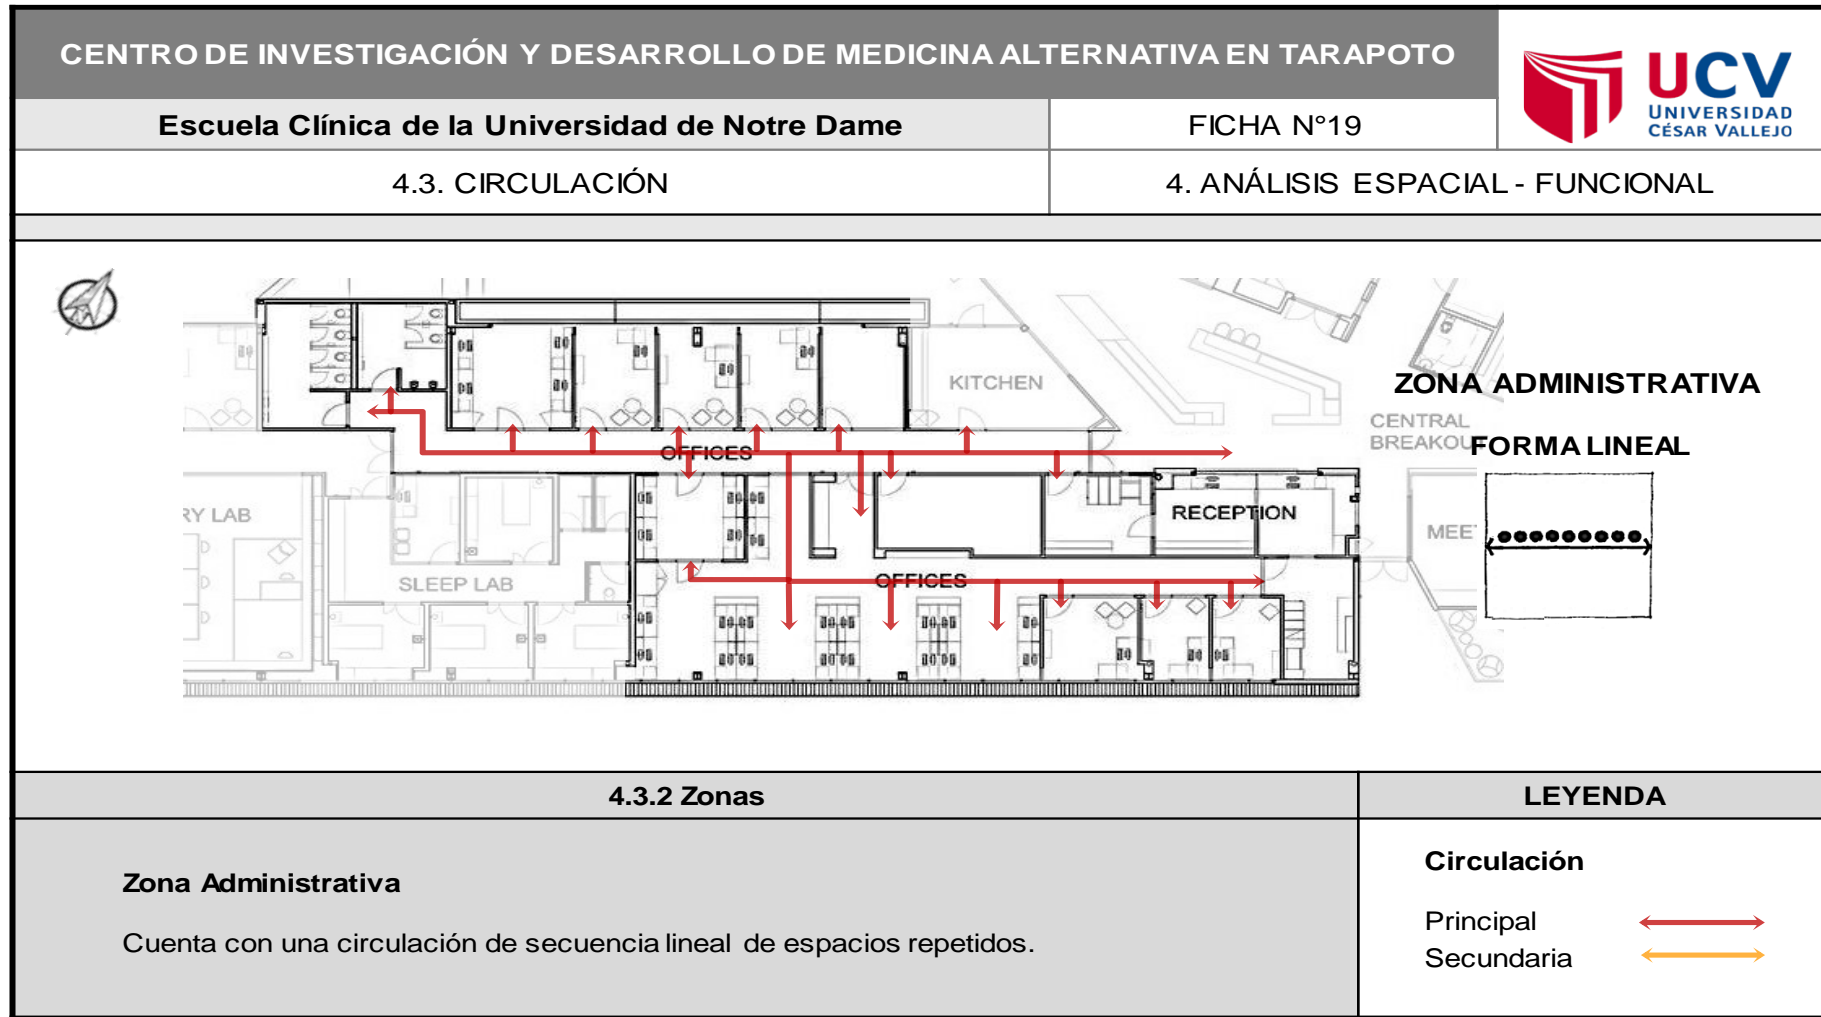 CENTRO DE INVESTIGACIÓN Y DESARROLLO DE MEDICINA ALTERNATIVA EN TARAPOTO
UCV
UNIVERSIDAD
CÉSAR VALLEJO
Escuela Clínica de la Universidad de Notre Dame
FICHA N°19
4.3. CIRCULACIÓN
4. ANÁLISIS ESPACIAL - FUNCIONAL
KITCHEN
ZONA ADMINISTRATIVA
CENTRAL
BREAKOU
FORMA LINEAL
OFFICES
RY LAB
RECEPTION
MEE
SLEEP LAB
OFFICES
4.3.2 Zonas
LEYENDA
Zona Administrativa
Cuenta con una circulación de secuencia lineal de espacios repetidos.
Circulación
Principal
Secundaria